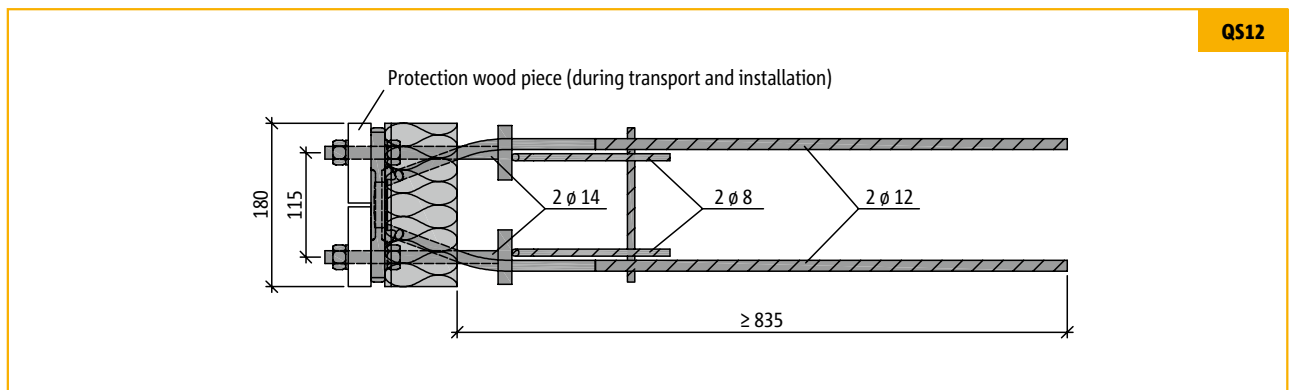 QS12
Protection wood piece (during transport and installation)
180
115
2 ø 14
2 ø 8
2 ø 12
≥ 835